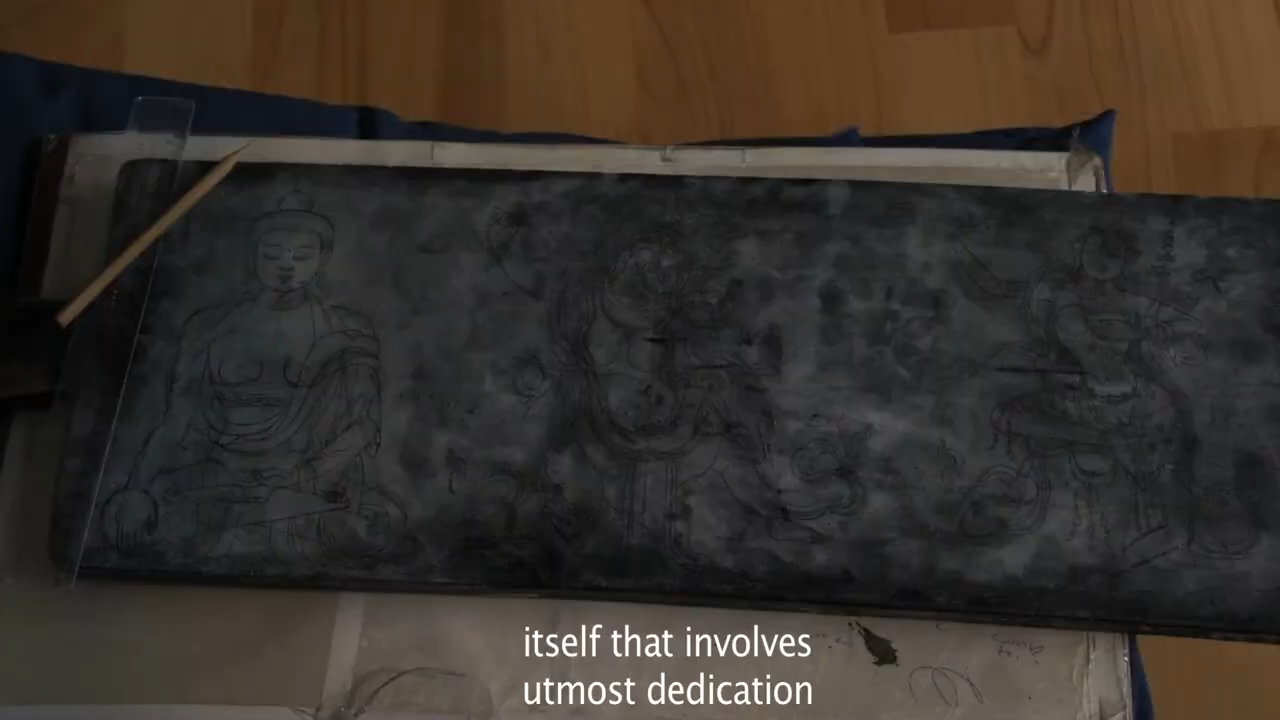 itself that involves
utmost dedication